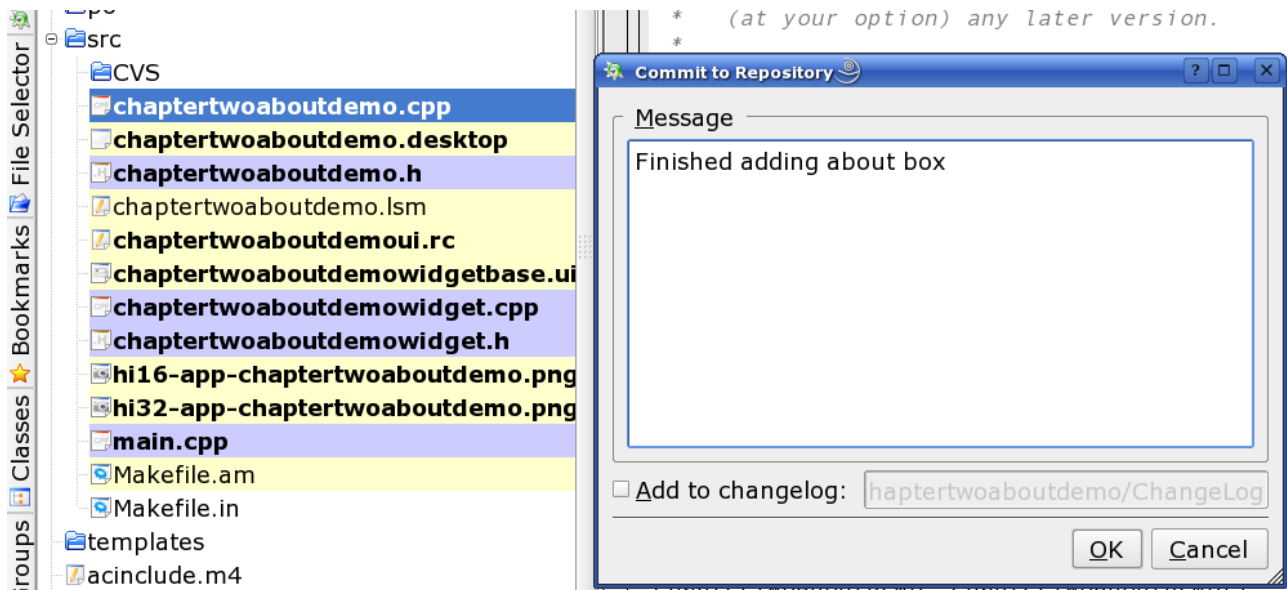 File Selector
Bookmarks
Classes
src
CVS
chaptertwoaboutdemo.cpp
chaptertwoaboutdemo.desktop
chaptertwoaboutdemo.h
chaptertwoaboutdemo.lsm
chaptertwoaboutdemoui.rc
chaptertwoaboutdemowidgetbase.ui
chaptertwoaboutdemowidget.cpp
chaptertwoaboutdemowidget.h
hi16-app-chaptertwoaboutdemo.png
hi32-app-chaptertwoaboutdemo.png
main.cpp
Makefile.am
Makefile.in
templates
acinclude.m4
* (at your option) any later version.
*
Commit to Repository
Message
Finished adding about box
Add to changelog: haptertwoaboutdemo/ChangeLog
OK Cancel